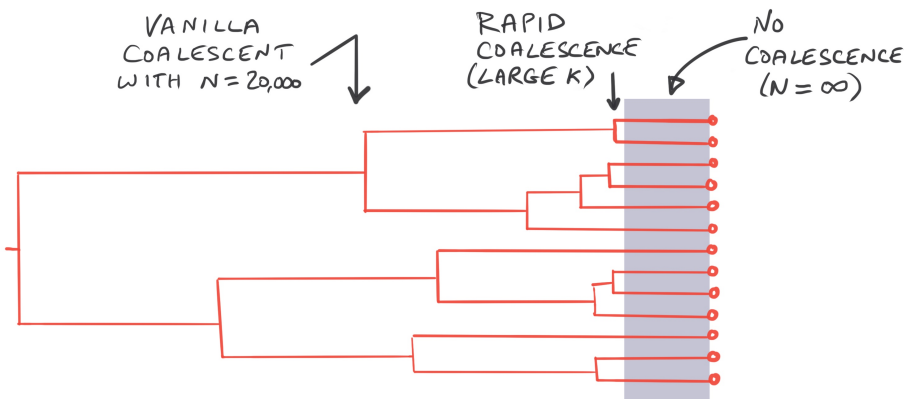 VANILLA
COALESCENT
WITH N = 20,000
RAPID
COALESCENCE
(LARGE K)
NO
COALESCENCE
(N = ∞)